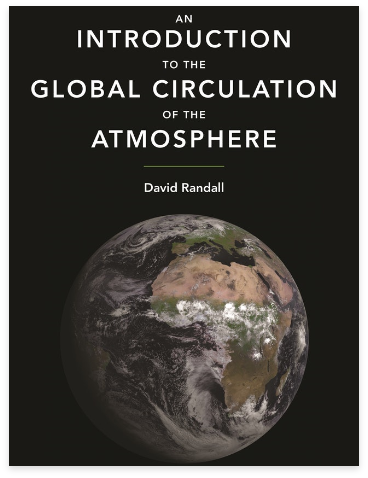 AN
INTRODUCTION
TO THE
GLOBAL CIRCULATION
OF THE
ATMOSPHERE
David Randall